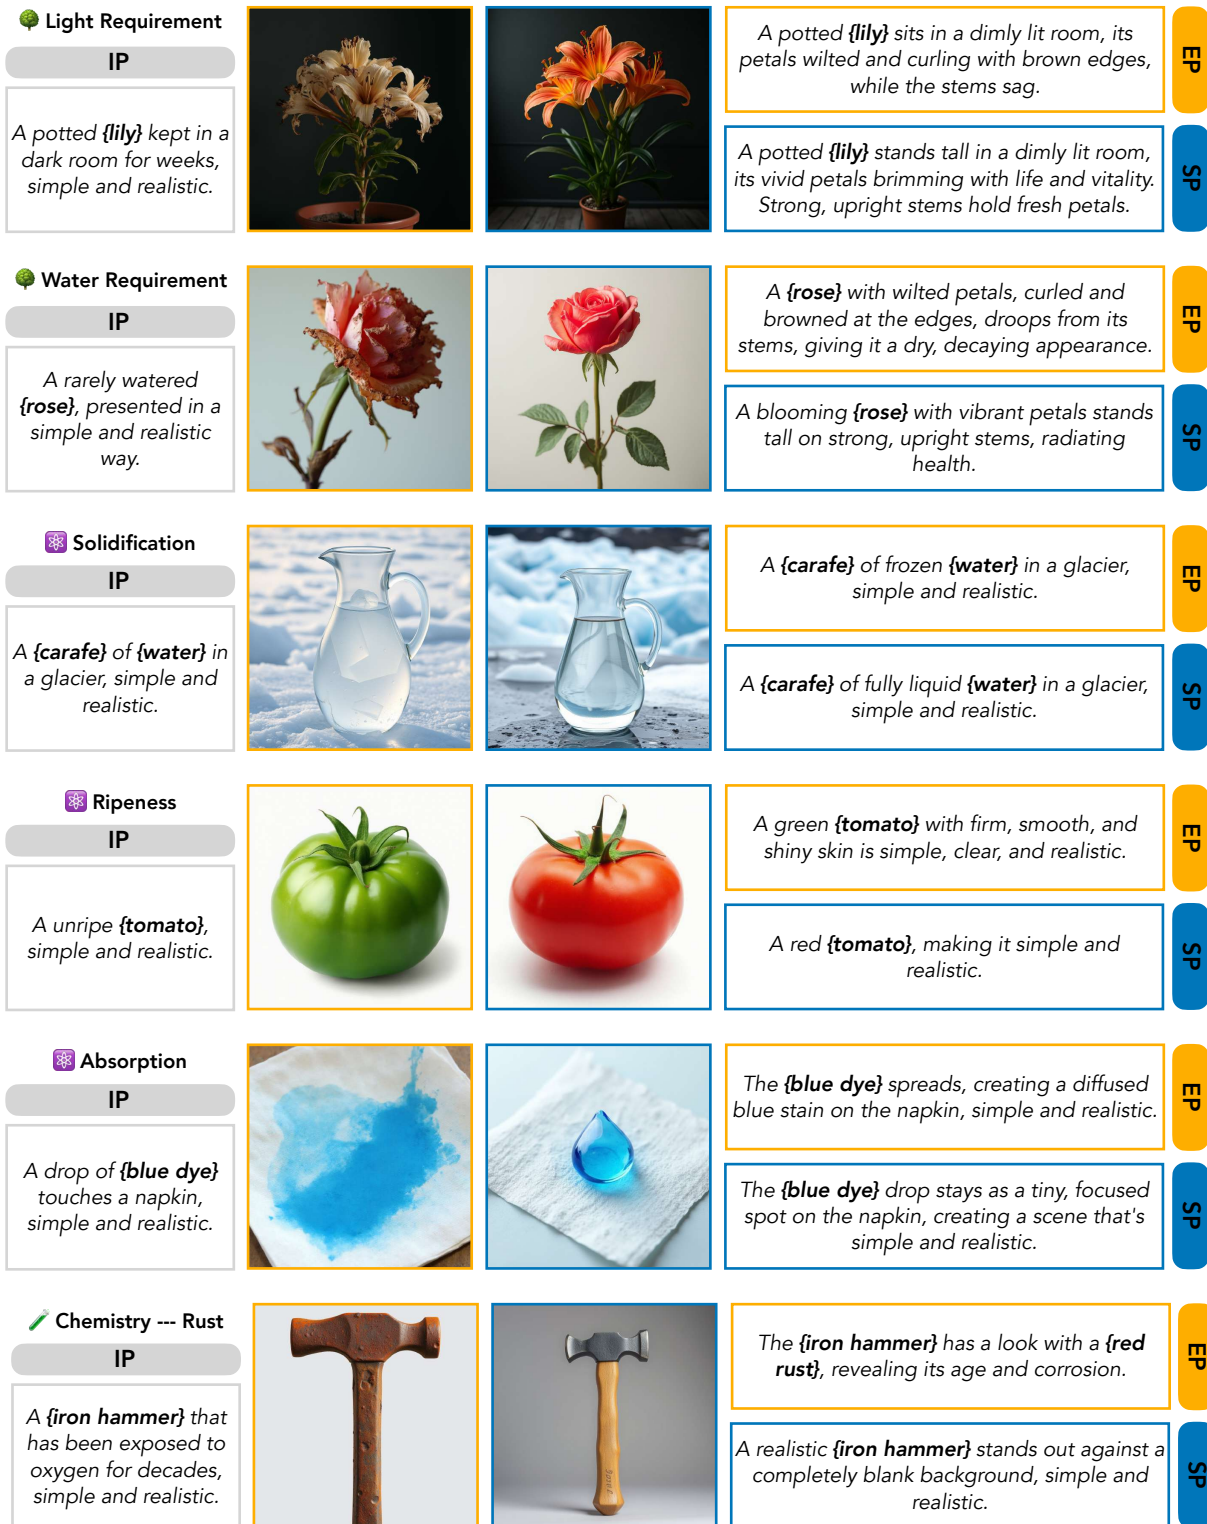 Light Requirement
IP
A potted {lily} kept in a
dark room for weeks,
simple and realistic.
A potted {lily} sits in a dimly lit room, its
petals wilted and curling with brown edges,
while the stems sag.
EP
A potted {lily} stands tall in a dimly lit room,
its vivid petals brimming with life and vitality.
Strong, upright stems hold fresh petals.
SP
Water Requirement
IP
A rarely watered
{rose}, presented in a
simple and realistic
way.
A {rose} with wilted petals, curled and
browned at the edges, droops from its
stems, giving it a dry, decaying appearance.
EP
A blooming {rose} with vibrant petals stands
tall on strong, upright stems, radiating
health.
SP
Solidification
IP
A {carafe} of {water} in
a glacier, simple and
realistic.
A {carafe} of frozen {water} in a glacier,
simple and realistic.
EP
A {carafe} of fully liquid {water} in a glacier,
simple and realistic.
SP
Ripeness
IP
A unripe {tomato},
simple and realistic.
A green {tomato} with firm, smooth, and
shiny skin is simple, clear, and realistic.
EP
A red {tomato}, making it simple and
realistic.
SP
Absorption
IP
A drop of {blue dye}
touches a napkin,
simple and realistic.
The {blue dye} spreads, creating a diffused
blue stain on the napkin, simple and realistic.
EP
The {blue dye} drop stays as a tiny, focused
spot on the napkin, creating a scene that's
simple and realistic.
SP
Chemistry --- Rust
IP
A {iron hammer} that
has been exposed to
oxygen for decades,
simple and realistic.
The {iron hammer} has a look with a {red
rust}, revealing its age and corrosion.
EP
A realistic {iron hammer} stands out against a
completely blank background, simple and
realistic.
SP